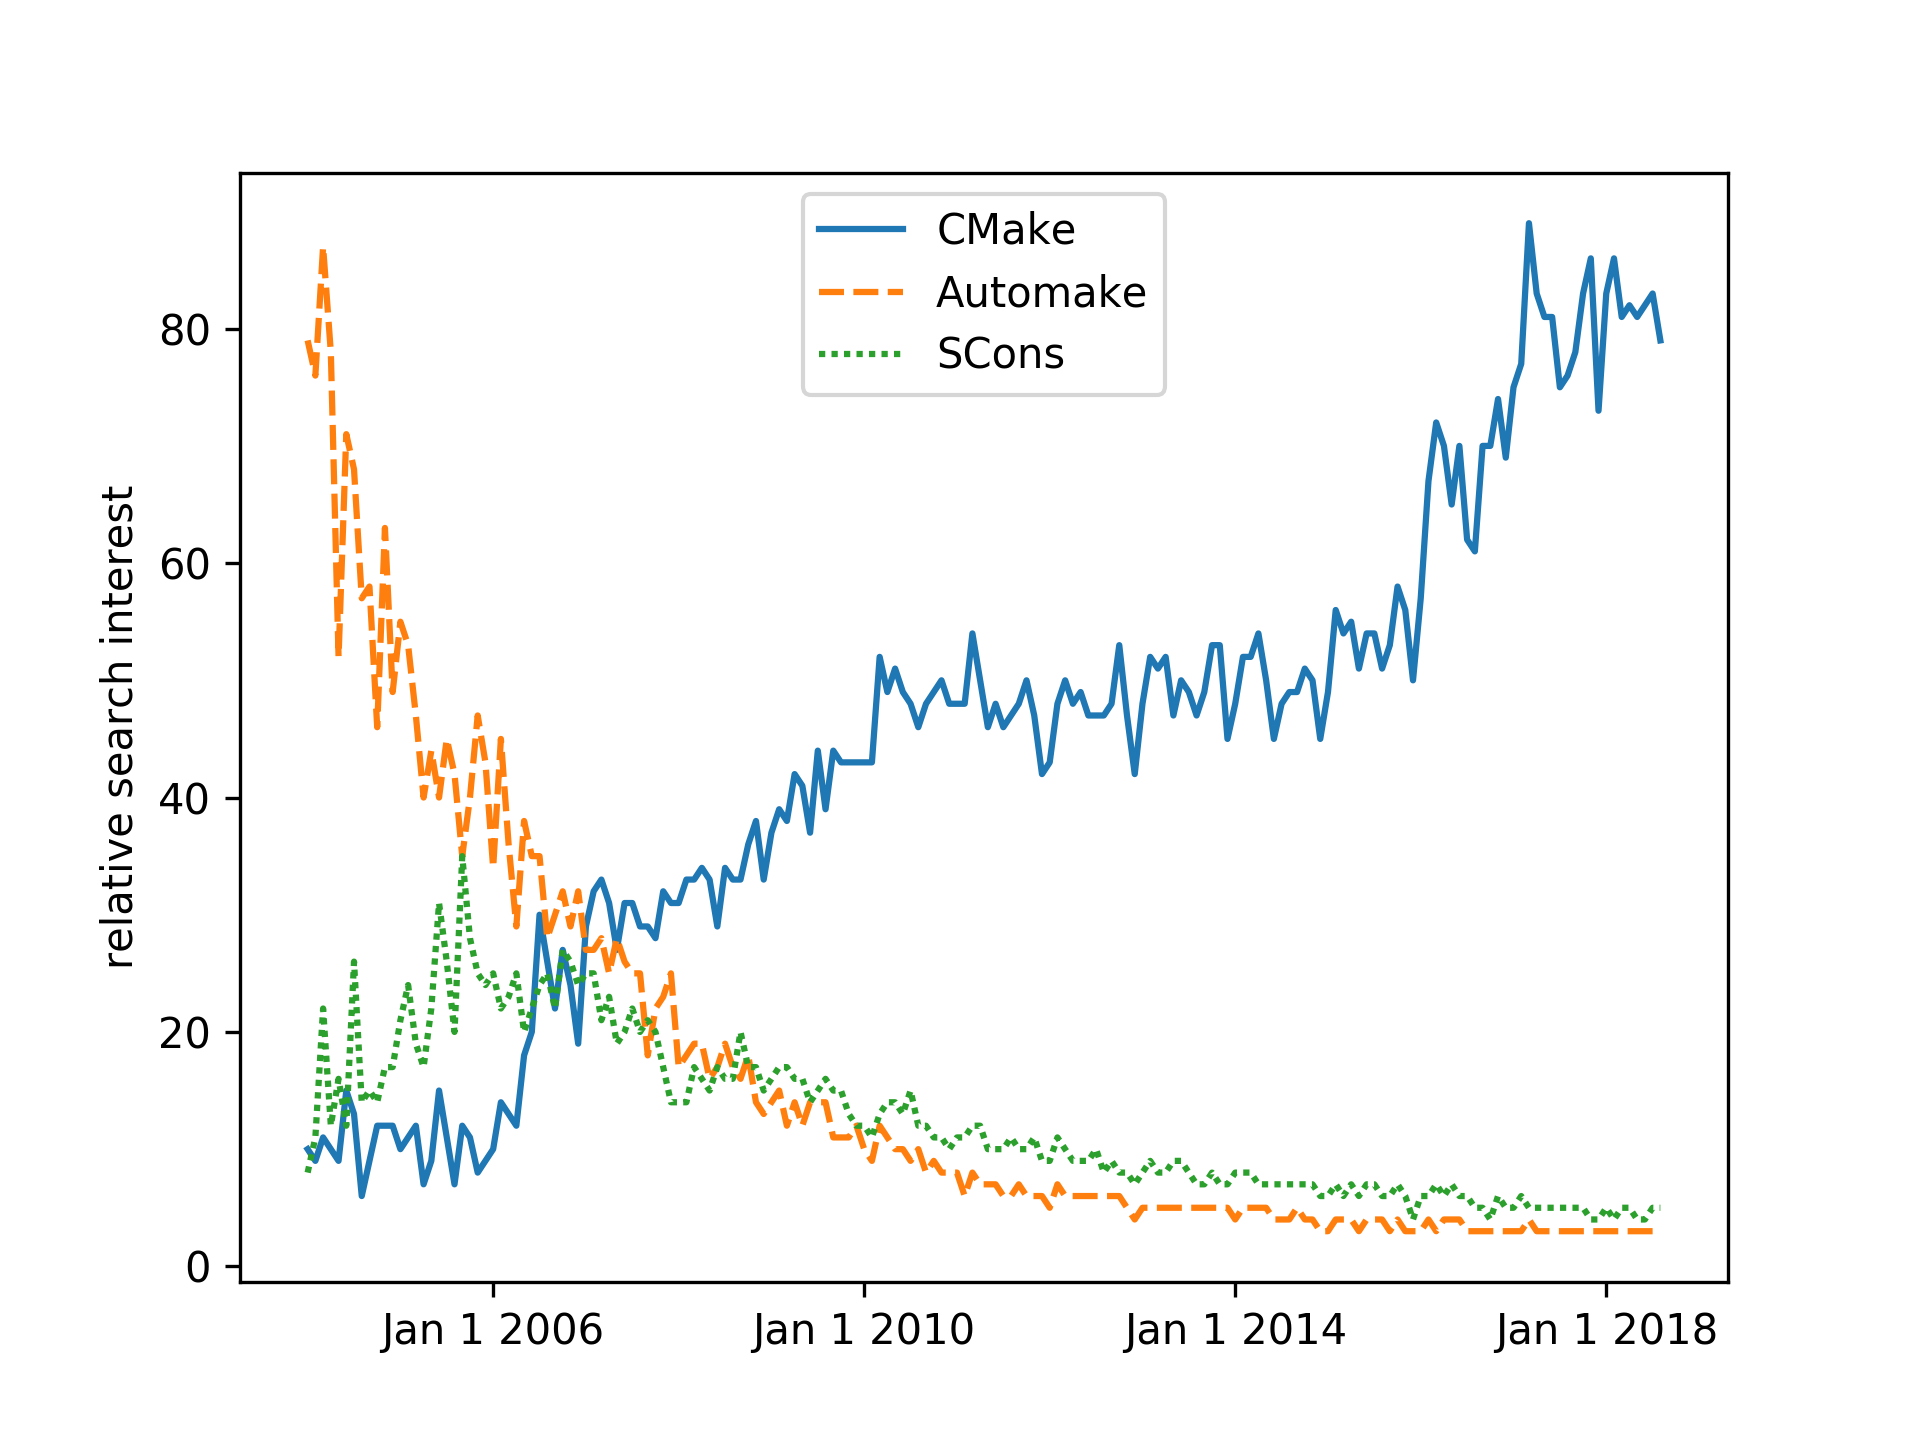 CMake
Automake
SCons
80
60
40
20
0
relative search interest
Jan 1 2006
Jan 1 2010
Jan 1 2014
Jan 1 2018